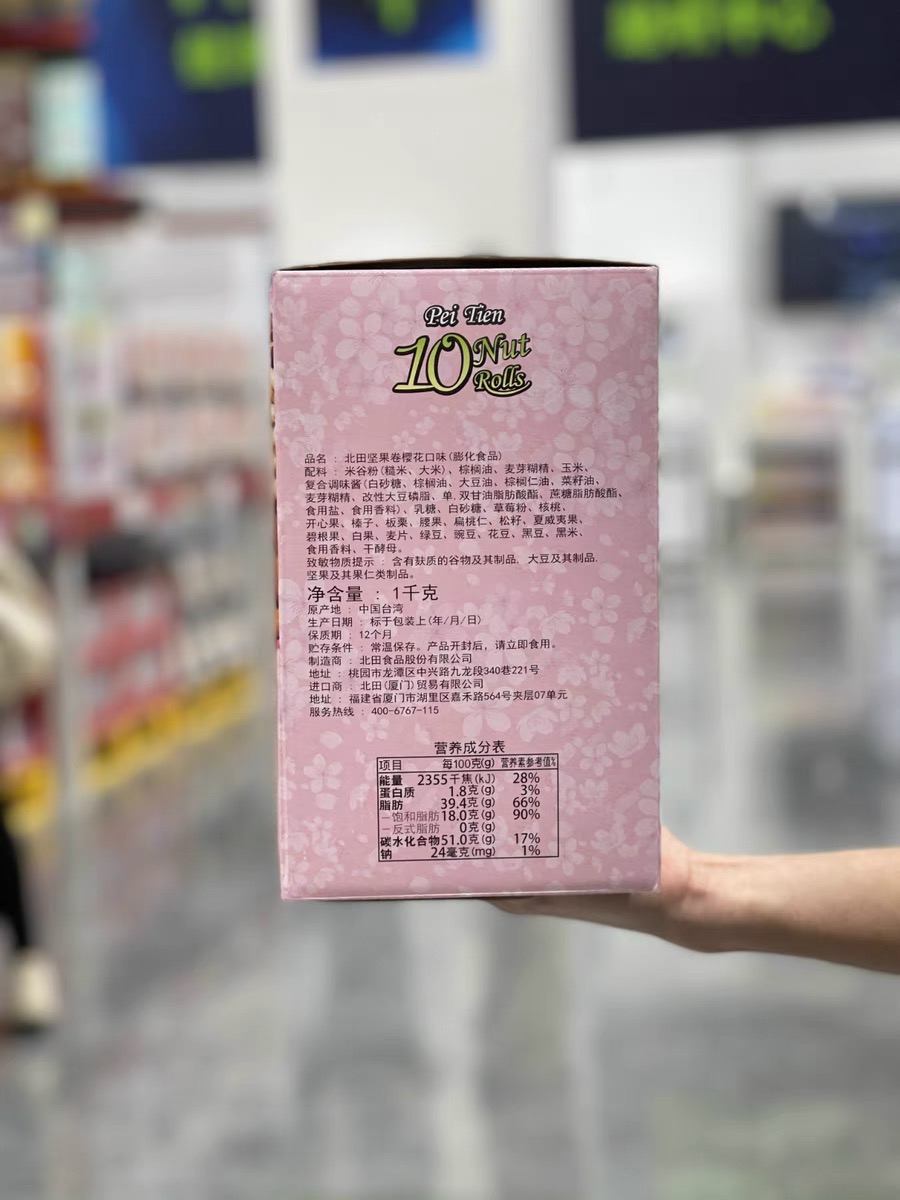 Pei Tien
10 Nut
Rolls
品名 : 北田坚果卷樱花口味(膨化食品)
配料 : 米谷粉(糙米、大米)、棕榈油、麦芽糊精、玉米、
复合调味酱(白砂糖、棕榈油、大豆油、棕榈仁油、菜籽油、
麦芽糊精、改性大豆磷脂、单,双甘油脂肪酸酯、蔗糖脂肪酸酯、
食用盐、食用香料)、乳糖、白砂糖、草莓粉、核桃、
开心果、榛子、板栗、腰果、扁桃仁、松籽、夏威夷果、
碧根果、白果、麦片、绿豆、豌豆、花豆、黑豆、黑米、
食用香料、干酵母。
致敏物质提示 : 含有麸质的谷物及其制品, 大豆及其制品,
坚果及其果仁类制品。
净含量 : 1千克
原产地 : 中国台湾
生产日期 : 标于包装上(年/月/日)
保质期 : 12个月
贮存条件 : 常温保存。产品开封后，请立即食用。
制造商 : 北田食品股份有限公司
地址 : 桃园市龙潭区中兴路九龙段340巷221号
进口商 : 北田(厦门)贸易有限公司
地址 : 福建省厦门市湖里区嘉禾路564号夹层07单元
服务热线 : 400-6767-115
营养成分表
项目 每100克(g) 营养素参考值%
能量 2355千焦(kJ) 28%
蛋白质 1.8克(g) 3%
脂肪 39.4克(g) 66%
—饱和脂肪 18.0克(g) 90%
—反式脂肪 0克(g)
碳水化合物 51.0克(g) 17%
钠 24毫克(mg) 1%